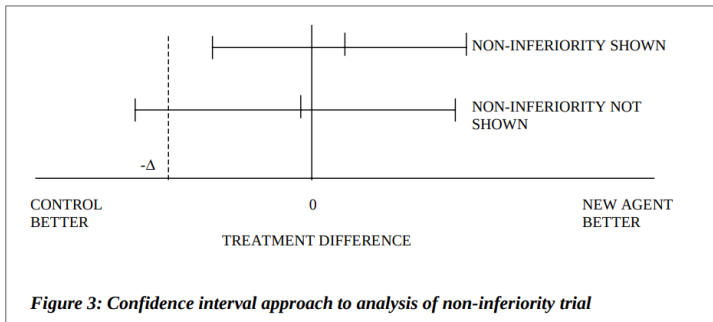 NON-INFERIORITY SHOWN
NON-INFERIORITY NOT
SHOWN
-Δ
CONTROL
BETTER
0
NEW AGENT
BETTER
TREATMENT DIFFERENCE
Figure 3: Confidence interval approach to analysis of non-inferiority trial